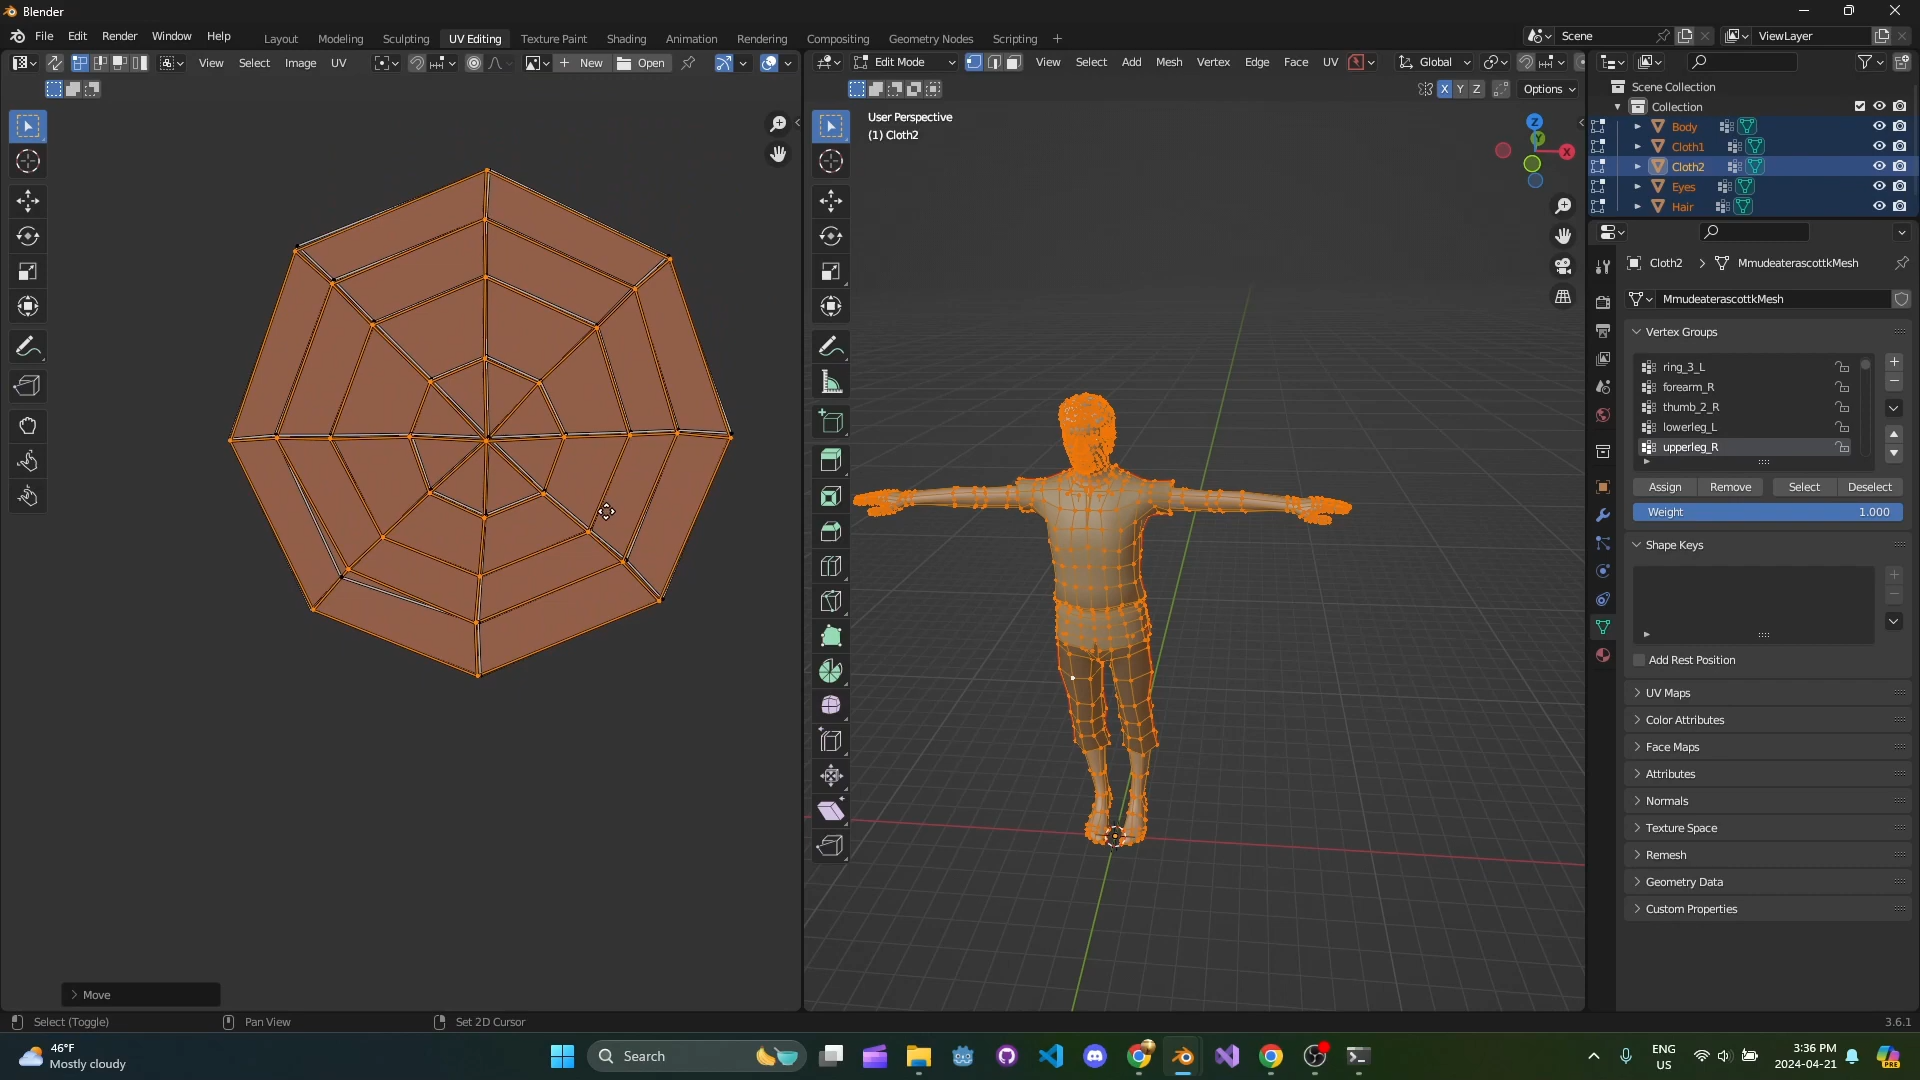 Blender
File Edit Render Window Help
Layout Modeling Sculpting UV Editing Texture Paint Shading Animation Rendering Compositing Geometry Nodes Scripting +
Scene
ViewLayer
View Select Image UV
New
Open
Edit Mode
View Select Add Mesh Vertex Edge Face UV
Global
X Y Z
Options
User Perspective
(1) Cloth2
Z
Y
X
Scene Collection
Collection
Body
Cloth1
Cloth2
Eyes
Hair
Cloth2 > MmudeaterascottkMesh
MmudeaterascottkMesh
Vertex Groups
ring_3_L
forearm_R
thumb_2_R
lowerleg_L
upperleg_R
Assign Remove Select Deselect
Weight 1.000
Shape Keys
Add Rest Position
UV Maps
Color Attributes
Face Maps
Attributes
Normals
Texture Space
Remesh
Geometry Data
Custom Properties
Move
Select (Toggle) Pan View Set 2D Cursor
3.6.1
46°F
Mostly cloudy
Search
ENG
US
3:36 PM
2024-04-21
PRE